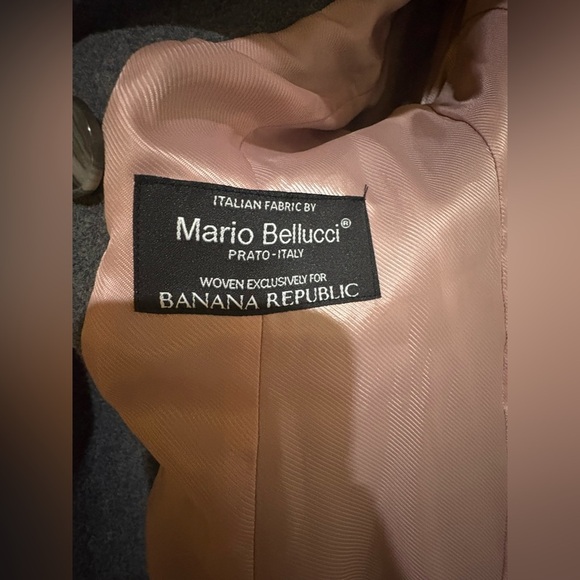 ITALIAN FABRIC BY
Mario Bellucci®
PRATO-ITALY
WOVEN EXCLUSIVELY FOR
BANANA REPUBLIC